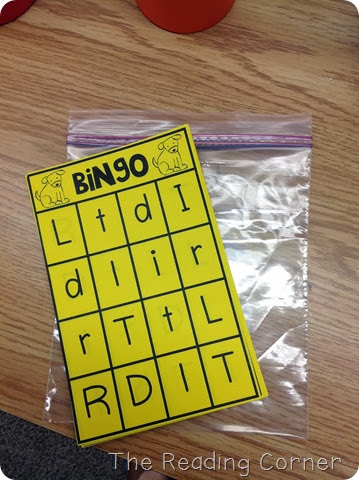 BiNgo
L t d I
d l i r
r T t L
R D I T
The Reading Corner